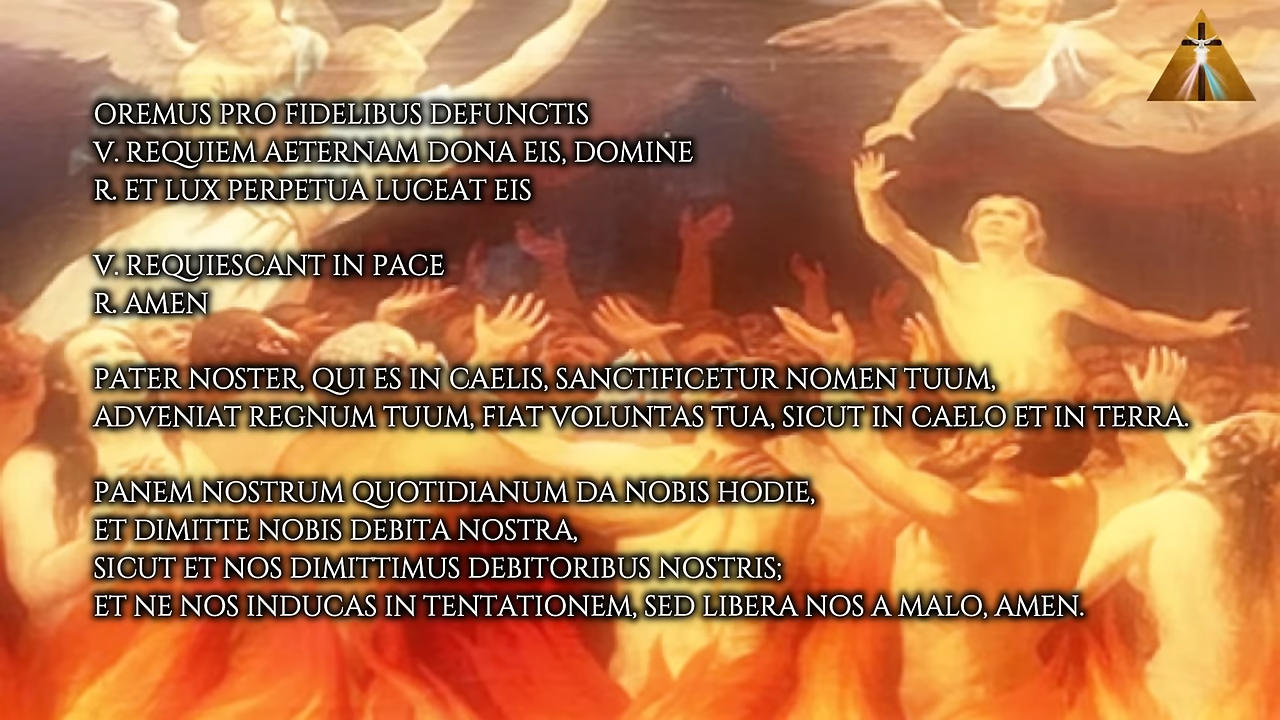 OREMUS PRO FIDELIBUS DEFUNCTIS
V. REQUIEM AETERNAM DONA EIS, DOMINE
R. ET LUX PERPETUA LUCEAT EIS
V. REQUIESCANT IN PACE
R. AMEN
PATER NOSTER, QUI ES IN CAELIS, SANCTIFICETUR NOMEN TUUM,
ADVENIAT REGNUM TUUM, FIAT VOLUNTAS TUA, SICUT IN CAELO ET IN TERRA.
PANEM NOSTRUM QUOTIDIANUM DA NOBIS HODIE,
ET DIMITTE NOBIS DEBITA NOSTRA,
SICUT ET NOS DIMITTIMUS DEBITORIBUS NOSTRIS;
ET NE NOS INDUCAS IN TENTATIONEM, SED LIBERA NOS A MALO, AMEN.